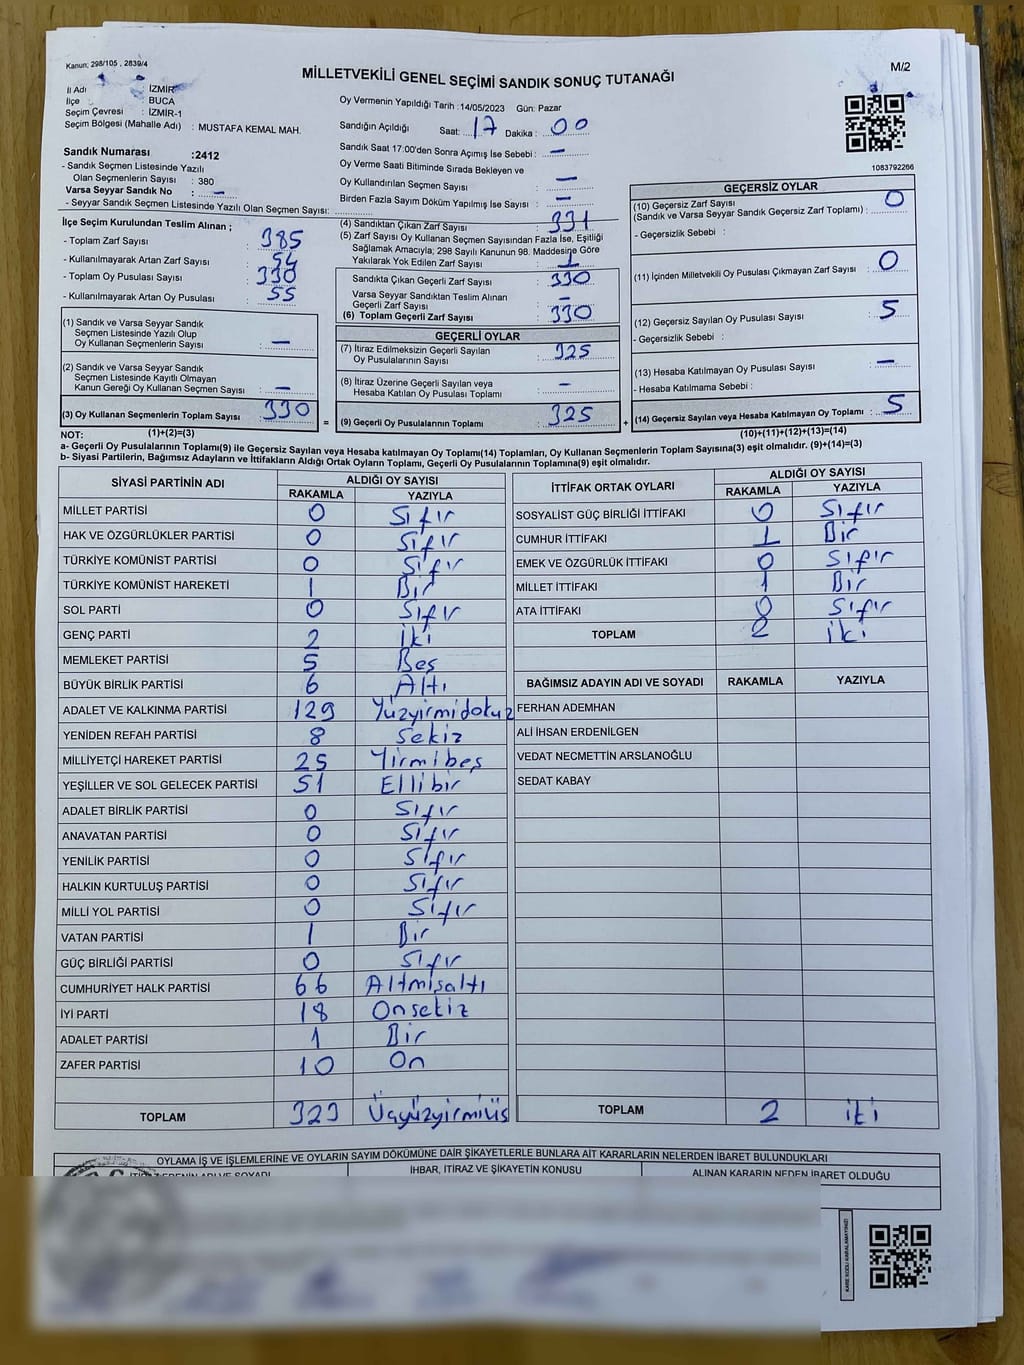 Kanun; 298/105 , 2839/4
MİLLETVEKİLİ GENEL SEÇİMİ SANDIK SONUÇ TUTANAĞI
M/2
İl Adı : İZMİR
İlçe : BUCA
Seçim Çevresi : İZMİR-1
Seçim Bölgesi (Mahalle Adı) : MUSTAFA KEMAL MAH.
Sandık Numarası :2412
- Sandık Seçmen Listesinde Yazılı
Olan Seçmenlerin Sayısı : 380
Varsa Seyyar Sandık No : -
- Seyyar Sandık Seçmen Listesinde Yazılı Olan Seçmen Sayısı:
Oy Vermenin Yapıldığı Tarih :14/05/2023 Gün: Pazar
Sandığın Açıldığı Saat: 17 Dakika : 00
Sandık Saat 17:00'den Sonra Açımış İse Sebebi : -
Oy Verme Saati Bitiminde Sırada Bekleyen ve
Oy Kullandırılan Seçmen Sayısı : -
Birden Fazla Sayım Döküm Yapılmış İse Sayısı : -
1083792266
İlçe Seçim Kurulundan Teslim Alınan ;
- Toplam Zarf Sayısı : 385
- Kullanılmayarak Artan Zarf Sayısı : 54
- Toplam Oy Pusulası Sayısı : 330
- Kullanılmayarak Artan Oy Pusulası : 55
(4) Sandıktan Çıkan Zarf Sayısı : 331
(5) Zarf Sayısı Oy Kullanan Seçmen Sayısından Fazla İse, Eşitliği
Sağlamak Amacıyla; 298 Sayılı Kanunun 98. Maddesine Göre
Yakılarak Yok Edilen Zarf Sayısı : 1
Sandıkta Çıkan Geçerli Zarf Sayısı : 330
Varsa Seyyar Sandıktan Teslim Alınan
Geçerli Zarf Sayısı : -
(6) Toplam Geçerli Zarf Sayısı : 330
GEÇERSİZ OYLAR
(10) Geçersiz Zarf Sayısı
(Sandık ve Varsa Seyyar Sandık Geçersiz Zarf Toplamı) : 0
- Geçersizlik Sebebi :
(11) İçinden Milletvekili Oy Pusulası Çıkmayan Zarf Sayısı : 0
(12) Geçersiz Sayılan Oy Pusulası Sayısı : 5
- Geçersizlik Sebebi :
(13) Hesaba Katılmayan Oy Pusulası Sayısı : -
- Hesaba Katılmama Sebebi :
(1) Sandık ve Varsa Seyyar Sandık
Seçmen Listesinde Yazılı Olup
Oy Kullanan Seçmenlerin Sayısı : -
(2) Sandık ve Varsa Seyyar Sandık
Seçmen Listesinde Kayıtlı Olmayan
Kanun Gereği Oy Kullanan Seçmen Sayısı : -
GEÇERLİ OYLAR
(7) İtiraz Edilmeksizin Geçerli Sayılan
Oy Pusulalarının Sayısı : 325
(8) İtiraz Üzerine Geçerli Sayılan veya
Hesaba Katılan Oy Pusulası Sayısı : -
(3) Oy Kullanan Seçmenlerin Toplam Sayısı : 330 = (9) Geçerli Oy Pusulalarının Toplamı : 325 + (14) Geçersiz Sayılan veya Hesaba Katılmayan Oy Toplamı : 5
NOT: (1)+(2)=(3) (10)+(11)+(12)+(13)=(14)
a- Geçerli Oy Pusulalarının Toplamı(9) ile Geçersiz Sayılan veya Hesaba Katılmayan Oy Toplamı(14) Toplamları, Oy Kullanan Seçmenlerin Toplam Sayısına(3) eşit olmalıdır. (9)+(14)=(3)
b- Siyasi Partilerin, Bağımsız Adayların ve İttifakların Aldığı Ortak Oyların Toplamı, Geçerli Oy Pusulalarının Toplamına(9) eşit olmalıdır.
SİYASİ PARTİNİN ADI ALDIĞI OY SAYISI
RAKAMLA YAZIYLA
MİLLET PARTİSİ 0 Sıfır
HAK VE ÖZGÜRLÜKLER PARTİSİ 0 Sıfır
TÜRKİYE KOMÜNİST PARTİSİ 0 Sıfır
TÜRKİYE KOMÜNİST HAREKETİ 1 Bir
SOL PARTİ 0 Sıfır
GENÇ PARTİ 2 İki
MEMLEKET PARTİSİ 5 Beş
BÜYÜK BİRLİK PARTİSİ 6 Altı
ADALET VE KALKINMA PARTİSİ 129 Yüzyirmidokuz
YENİDEN REFAH PARTİSİ 8 Sekiz
MİLLİYETÇİ HAREKET PARTİSİ 25 Yirmibeş
YEŞİLLER VE SOL GELECEK PARTİSİ 51 Ellibir
ADALET BİRLİK PARTİSİ 0 Sıfır
ANAVATAN PARTİSİ 0 Sıfır
YENİLİK PARTİSİ 0 Sıfır
HALKIN KURTULUŞ PARTİSİ 0 Sıfır
MİLLİ YOL PARTİSİ 0 Sıfır
VATAN PARTİSİ 1 Bir
GÜÇ BİRLİĞİ PARTİSİ 0 Sıfır
CUMHURİYET HALK PARTİSİ 66 Altmışaltı
İYİ PARTİ 18 Onsekiz
ADALET PARTİSİ 1 Bir
ZAFER PARTİSİ 10 On
TOPLAM 323
İTTİFAK ORTAK OYLARI ALDIĞI OY SAYISI
RAKAMLA YAZIYLA
SOSYALİST GÜÇ BİRLİĞİ İTTİFAKI 0 Sıfır
CUMHUR İTTİFAKI 1 Bir
EMEK VE ÖZGÜRLÜK İTTİFAKI 0 Sıfır
MİLLET İTTİFAKI 1 Bir
ATA İTTİFAKI 0 Sıfır
TOPLAM 2 İki
BAĞIMSIZ ADAYIN ADI VE SOYADI RAKAMLA YAZIYLA
FERHAN ADEMHAN
ALİ İHSAN ERDENİLGEN
VEDAT NECMETTİN ARSLANOĞLU
SEDAT KABAY
TOPLAM 2 iki
OYLAMA İŞ VE İŞLEMLERİNE VE OYLARIN SAYIM DÖKÜMÜNE DAİR ŞİKAYETLERLE BUNLARA AİT KARARLARIN NELERDEN İBARET BULUNDUKLARI
İHBAR, İTİRAZ VE ŞİKAYETİN KONUSU
ALINAN KARARIN NEDEN İBARET OLDUĞU
KARE KODU KARALAMAYINIZ!